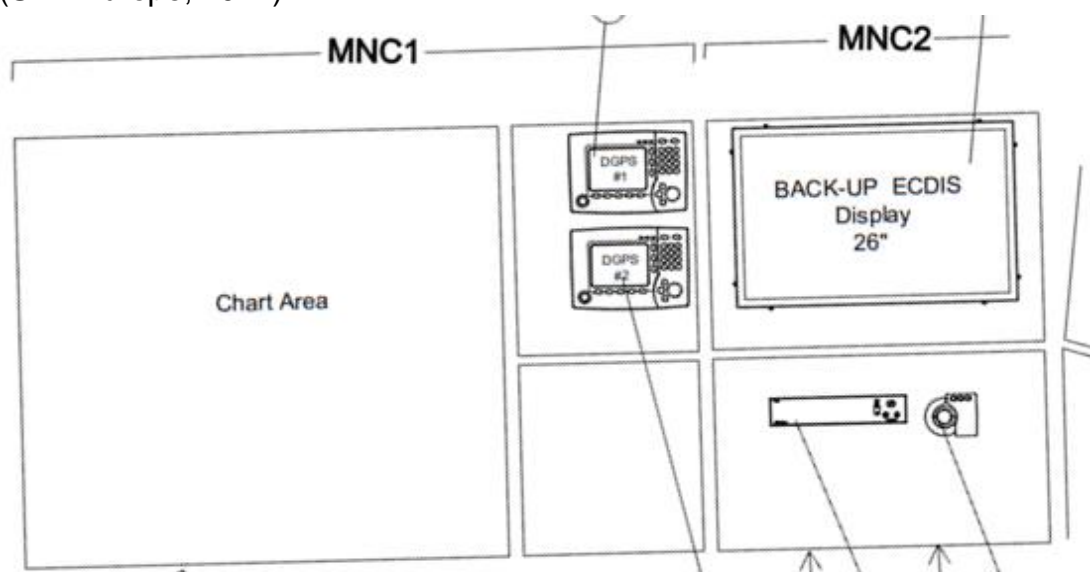 MNC1
MNC2
DGPS
#1
DGPS
#2
BACK-UP ECDIS
Display
26"
Chart Area